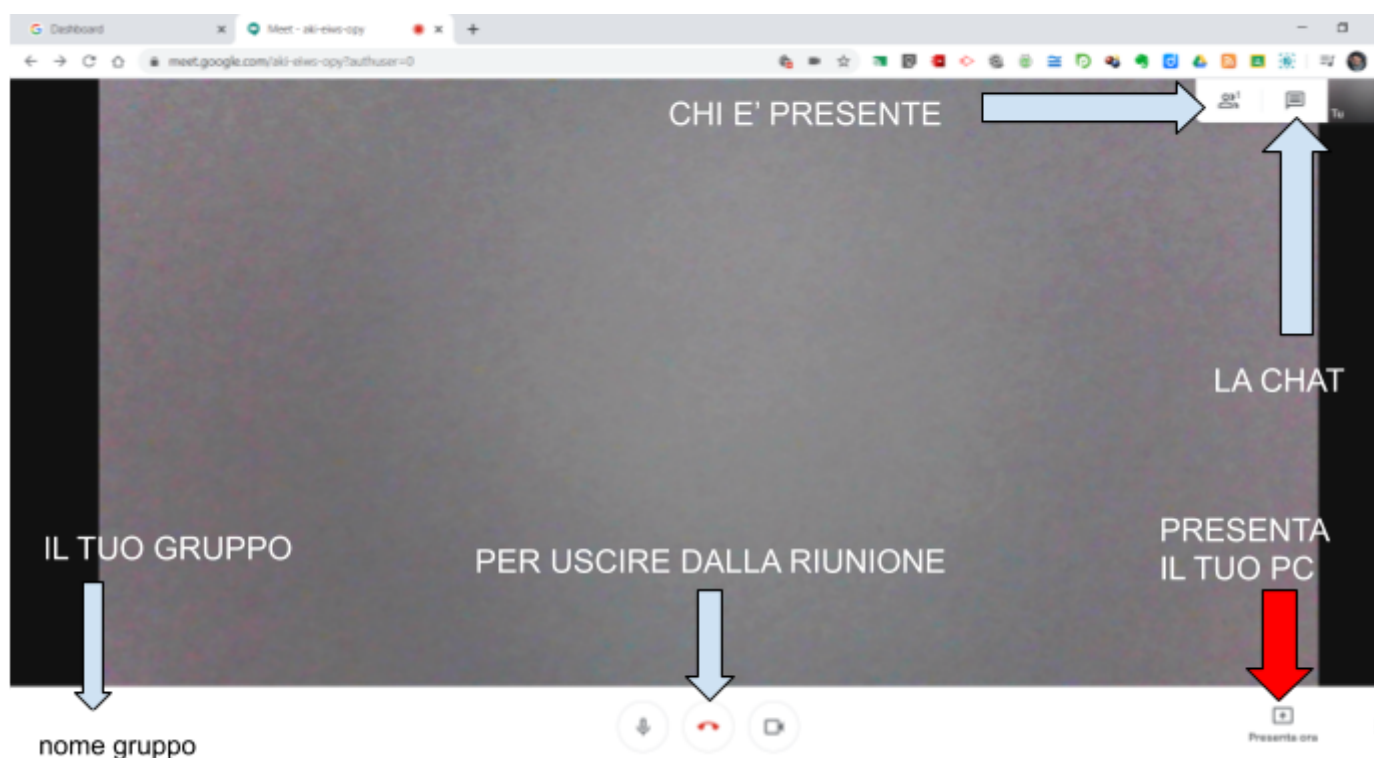 Dashboard
Meet - aki-eiws-opy
meet.google.com/aki-eiws-opy?authuser=0
CHI E' PRESENTE
Tu
LA CHAT
IL TUO GRUPPO
PER USCIRE DALLA RIUNIONE
PRESENTA
IL TUO PC
nome gruppo
Presenta ora